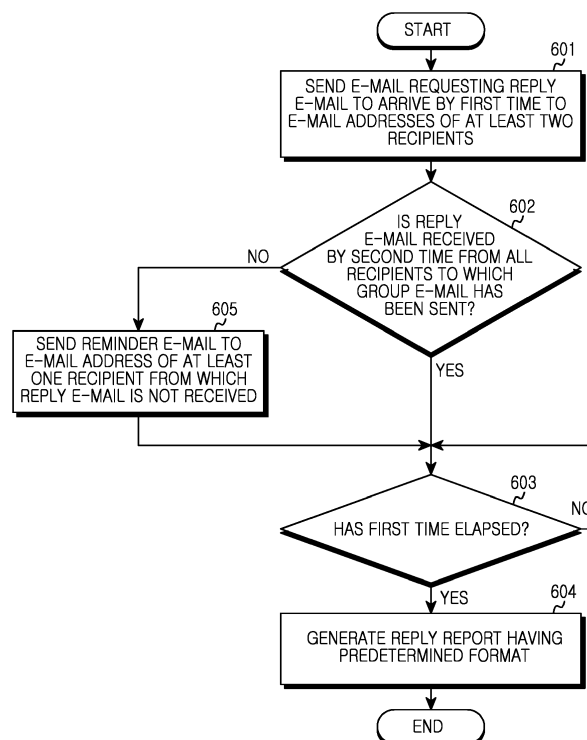 START
601
SEND E-MAIL REQUESTING REPLY
E-MAIL TO ARRIVE BY FIRST TIME TO
E-MAIL ADDRESSES OF AT LEAST TWO
RECIPIENTS
602
IS REPLY
E-MAIL RECEIVED
BY SECOND TIME FROM ALL
RECIPIENTS TO WHICH
GROUP E-MAIL HAS
BEEN SENT?
NO
605
SEND REMINDER E-MAIL TO
E-MAIL ADDRESS OF AT LEAST
ONE RECIPIENT FROM WHICH
REPLY E-MAIL IS NOT RECEIVED
YES
603
HAS FIRST TIME ELAPSED?
NO
YES
604
GENERATE REPLY REPORT HAVING
PREDETERMINED FORMAT
END